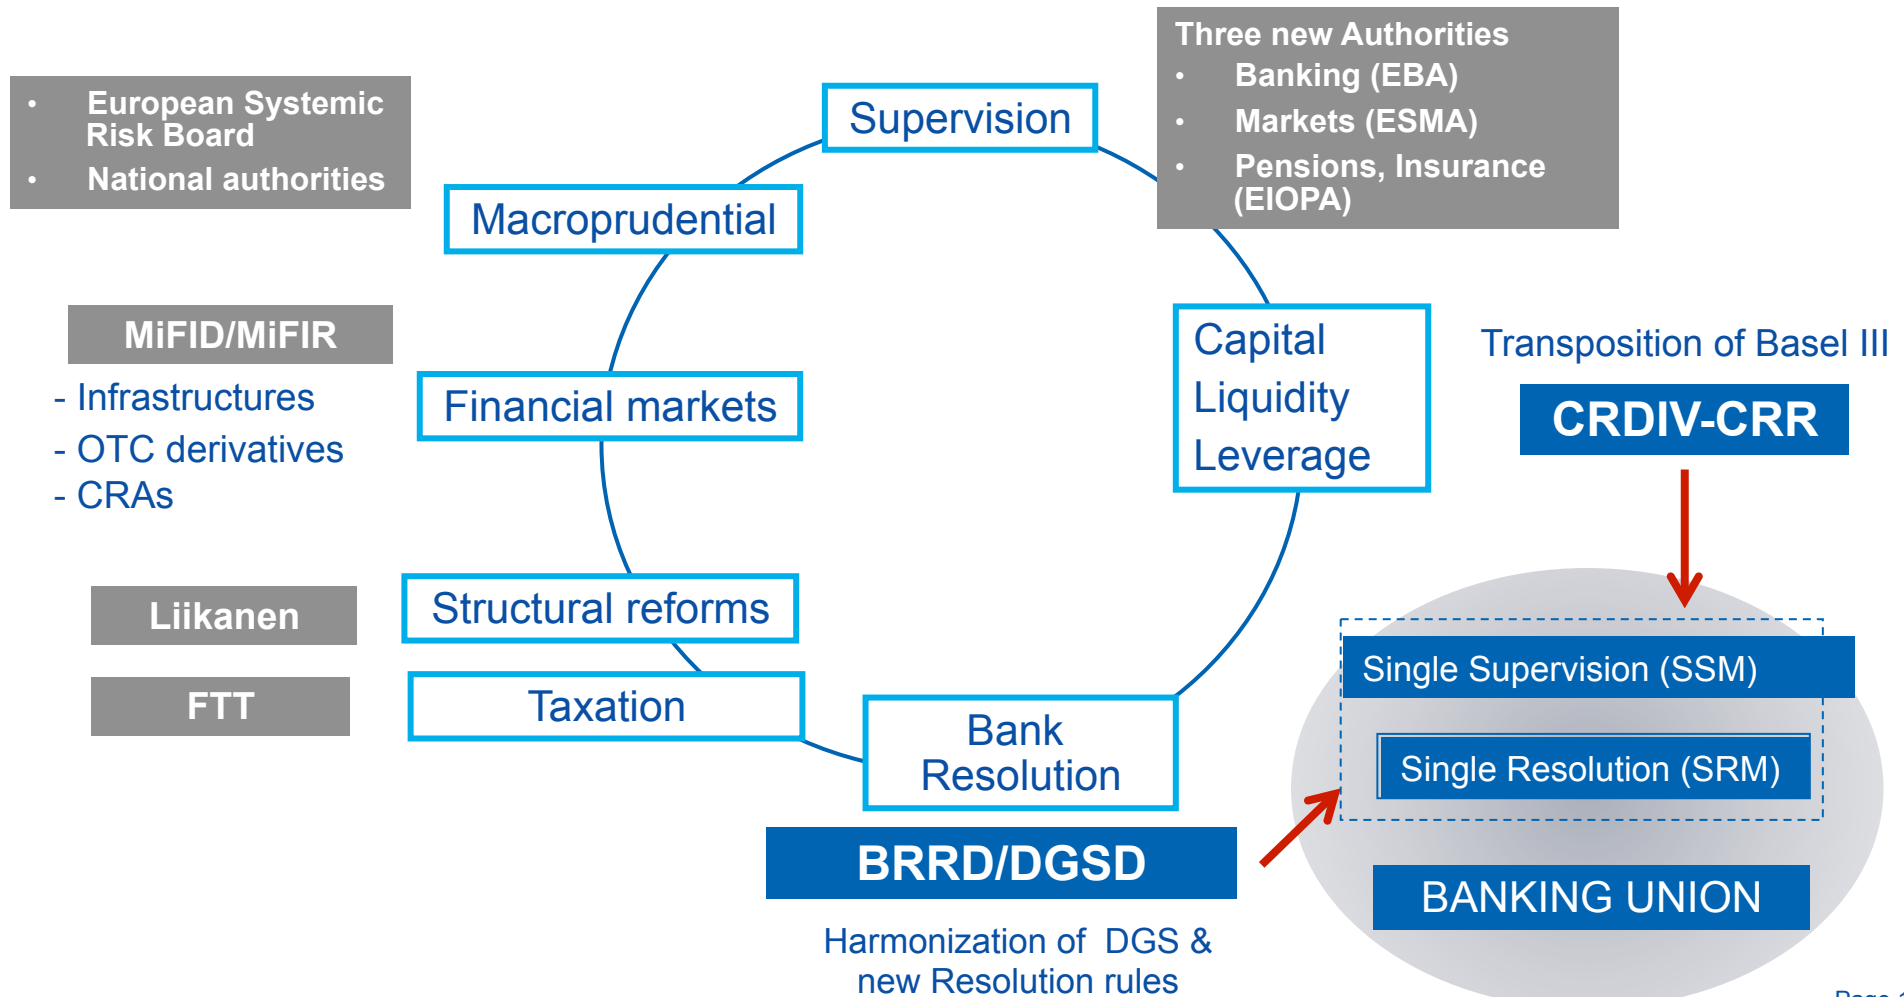 Three new Authorities
• Banking (EBA)
• Markets (ESMA)
• Pensions, Insurance
(EIOPA)
• European Systemic
Risk Board
• National authorities
Supervision
Macroprudential
MiFID/MiFIR
- Infrastructures
- OTC derivatives
- CRAs
Financial markets
Capital
Liquidity
Leverage
Transposition of Basel III
CRDIV-CRR
Liikanen
Structural reforms
FTT
Taxation
Bank
Resolution
BRRD/DGSD
Harmonization of DGS &
new Resolution rules
Single Supervision (SSM)
Single Resolution (SRM)
BANKING UNION
Page